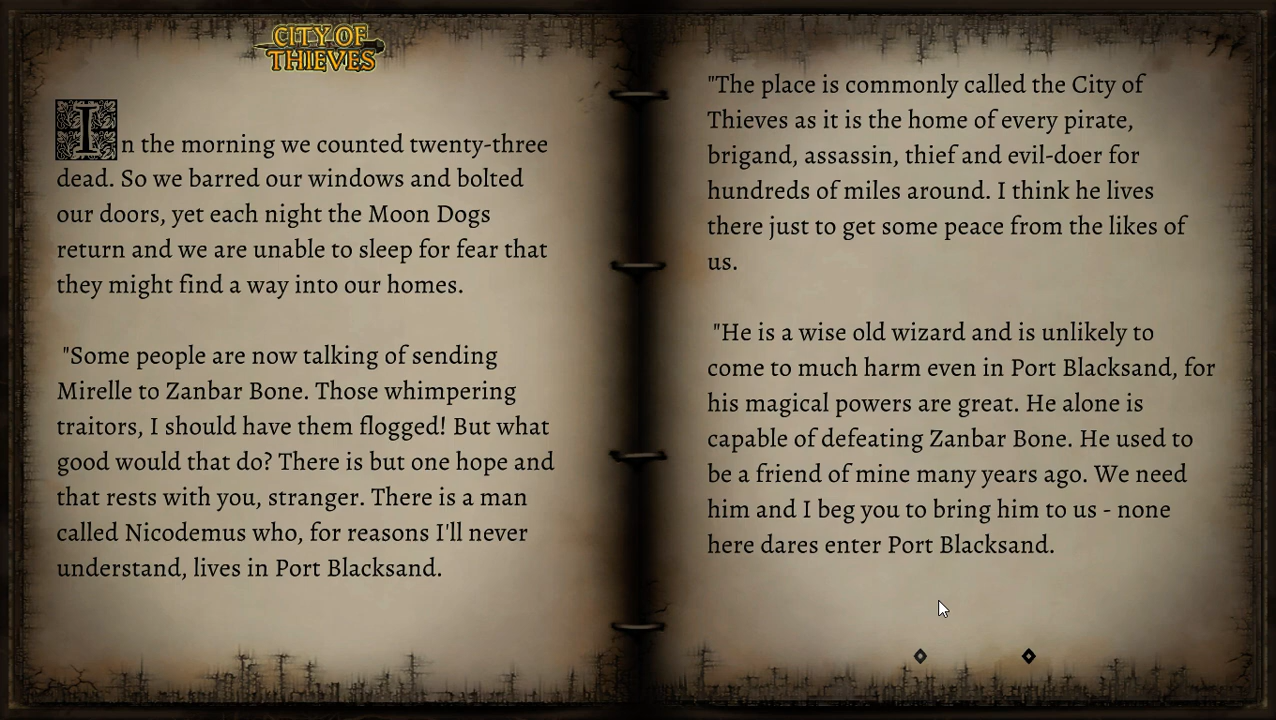 CITY OF
THIEVES
In the morning we counted twenty-three
dead. So we barred our windows and bolted
our doors, yet each night the Moon Dogs
return and we are unable to sleep for fear that
they might find a way into our homes.
"Some people are now talking of sending
Mirelle to Zanbar Bone. Those whimpering
traitors, I should have them flogged! But what
good would that do? There is but one hope and
that rests with you, stranger. There is a man
called Nicodemus who, for reasons I'll never
understand, lives in Port Blacksand.
"The place is commonly called the City of
Thieves as it is the home of every pirate,
brigand, assassin, thief and evil-doer for
hundreds of miles around. I think he lives
there just to get some peace from the likes of
us.
"He is a wise old wizard and is unlikely to
come to much harm even in Port Blacksand, for
his magical powers are great. He alone is
capable of defeating Zanbar Bone. He used to
be a friend of mine many years ago. We need
him and I beg you to bring him to us - none
here dares enter Port Blacksand.